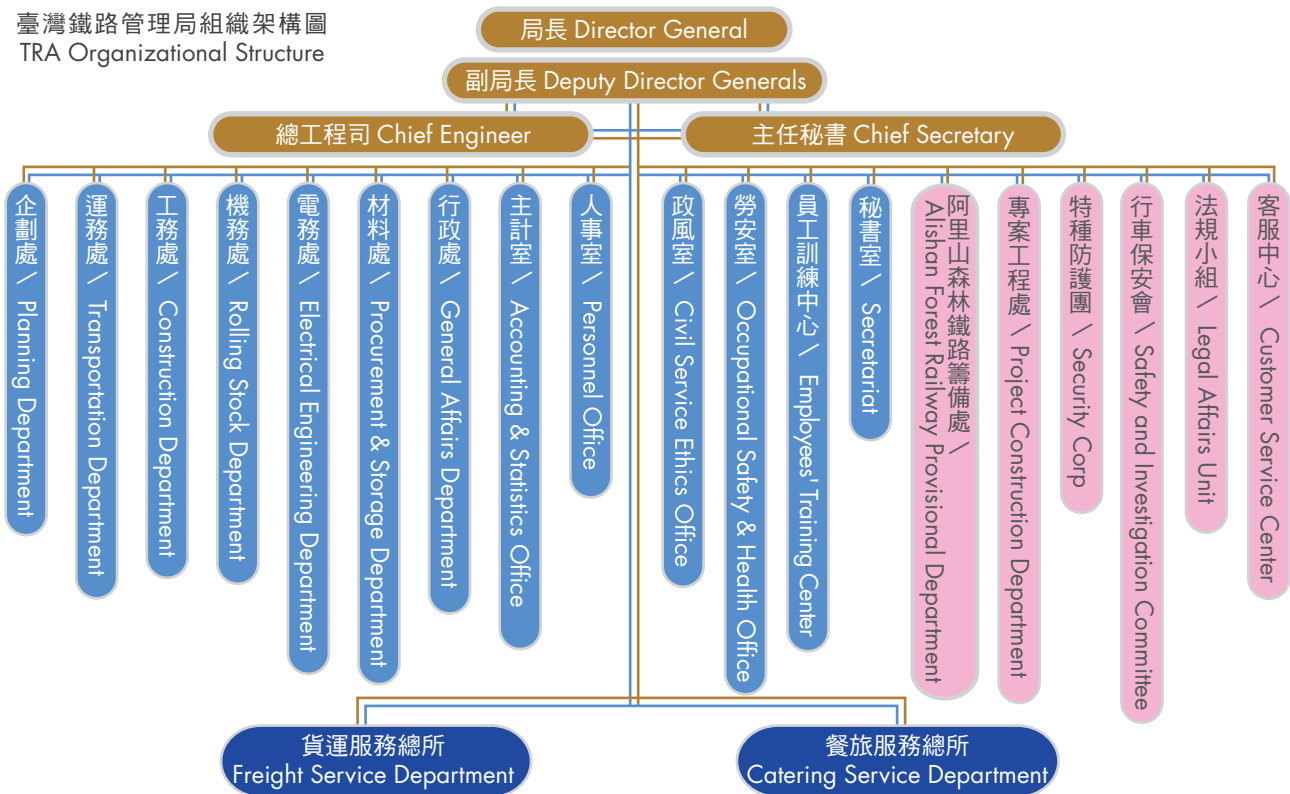 臺灣鐵路管理局組織架構圖
TRA Organizational Structure
局長 Director General
副局長 Deputy Director Generals
總工程司 Chief Engineer
主任秘書 Chief Secretary
企劃處 \ Planning Department
運務處 \ Transportation Department
工務處 \ Construction Department
機務處 \ Rolling Stock Department
電務處 \ Electrical Engineering Department
材料處 \ Procurement & Storage Department
行政處 \ General Affairs Department
主計室 \ Accounting & Statistics Office
人事室 \ Personnel Office
政風室 \ Civil Service Ethics Office
勞安室 \ Occupational Safety & Health Office
員工訓練中心 \ Employees' Training Center
秘書室 \ Secretariat
阿里山森林鐵路籌備處 \
Alishan Forest Railway Provisional Department
專案工程處 \ Project Construction Department
特種防護團 \ Security Corp
行車保安會 \ Safety and Investigation Committee
法規小組 \ Legal Affairs Unit
客服中心 \ Customer Service Center
貨運服務總所
Freight Service Department
餐旅服務總所
Catering Service Department